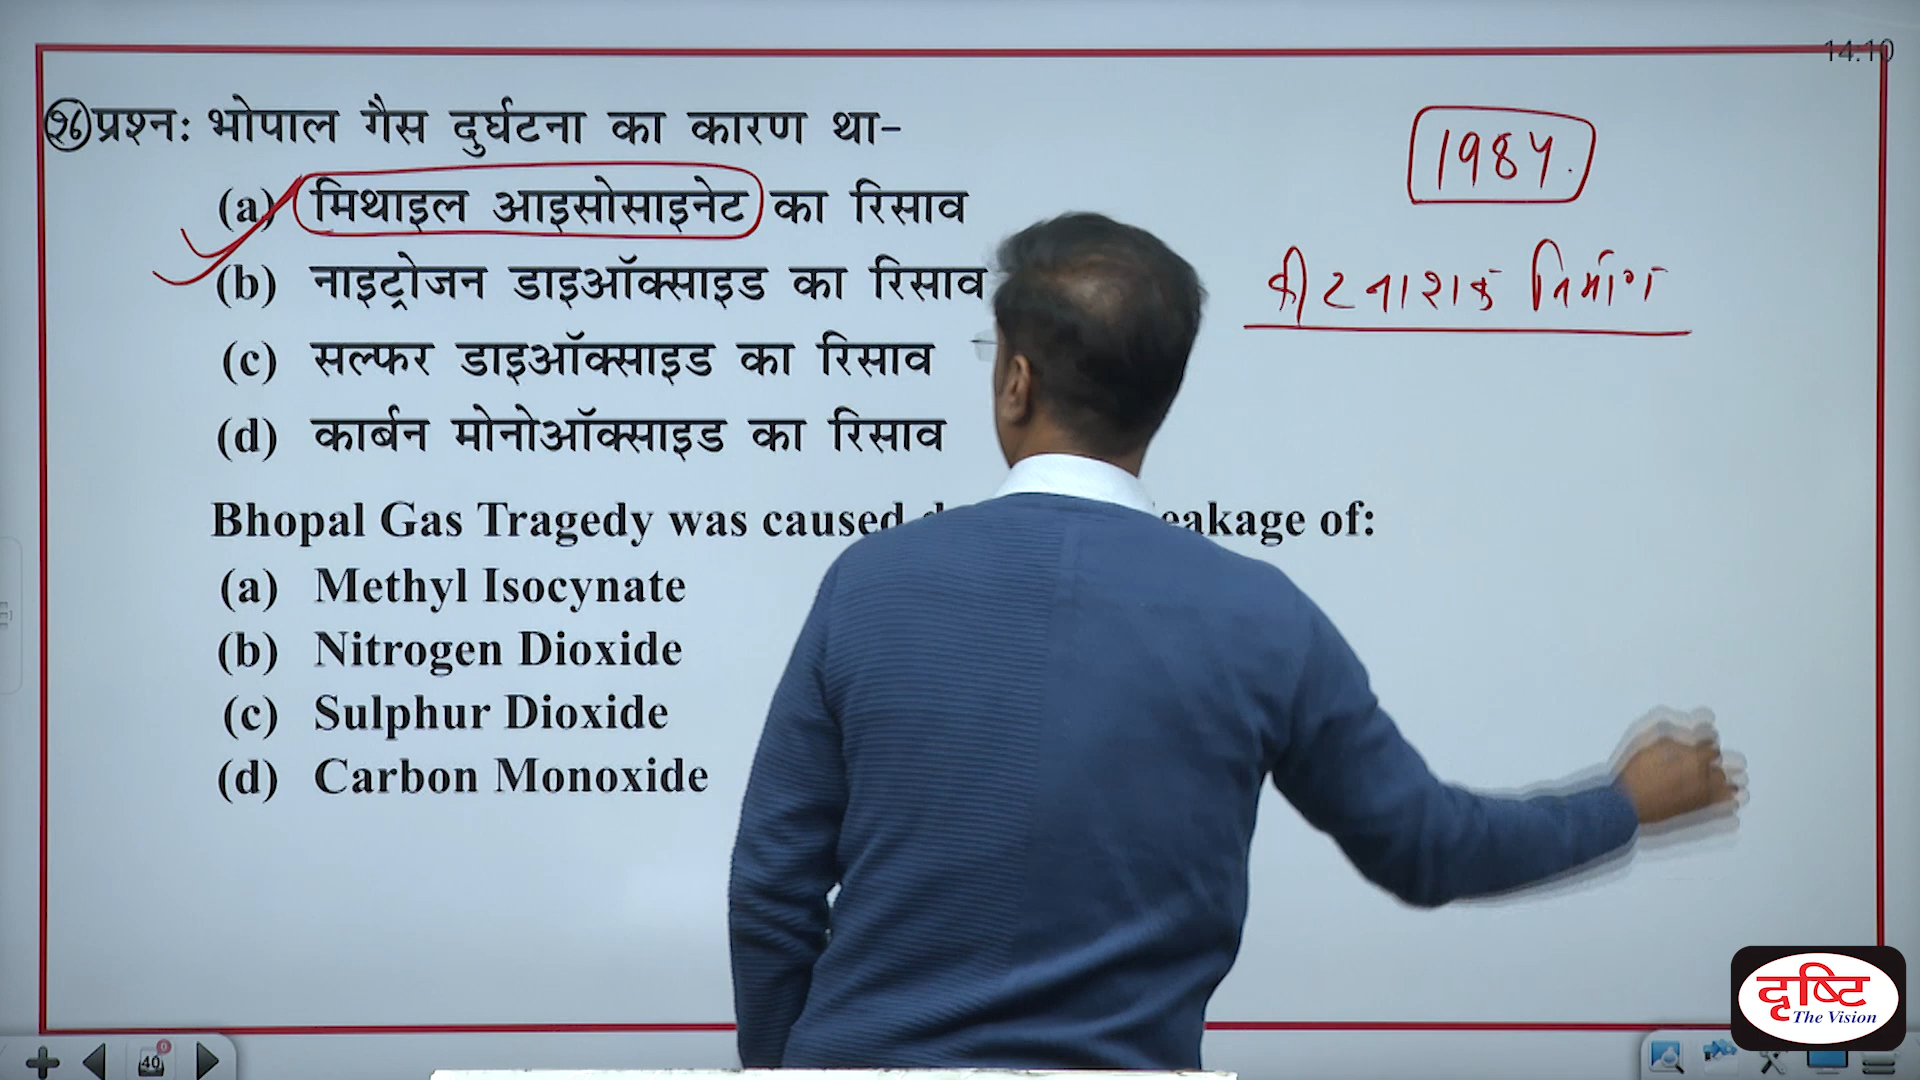 14:10
२६ प्रश्न: भोपाल गैस दुर्घटना का कारण था-
(a) मिथाइल आइसोसाइनेट का रिसाव
(b) नाइट्रोजन डाइऑक्साइड का रिसाव
(c) सल्फर डाइऑक्साइड का रिसाव
(d) कार्बन मोनोऑक्साइड का रिसाव
1984
कीटनाशक निर्माण
Bhopal Gas Tragedy was caused eakage of:
(a) Methyl Isocynate
(b) Nitrogen Dioxide
(c) Sulphur Dioxide
(d) Carbon Monoxide
40
0
दृष्टि
The Vision